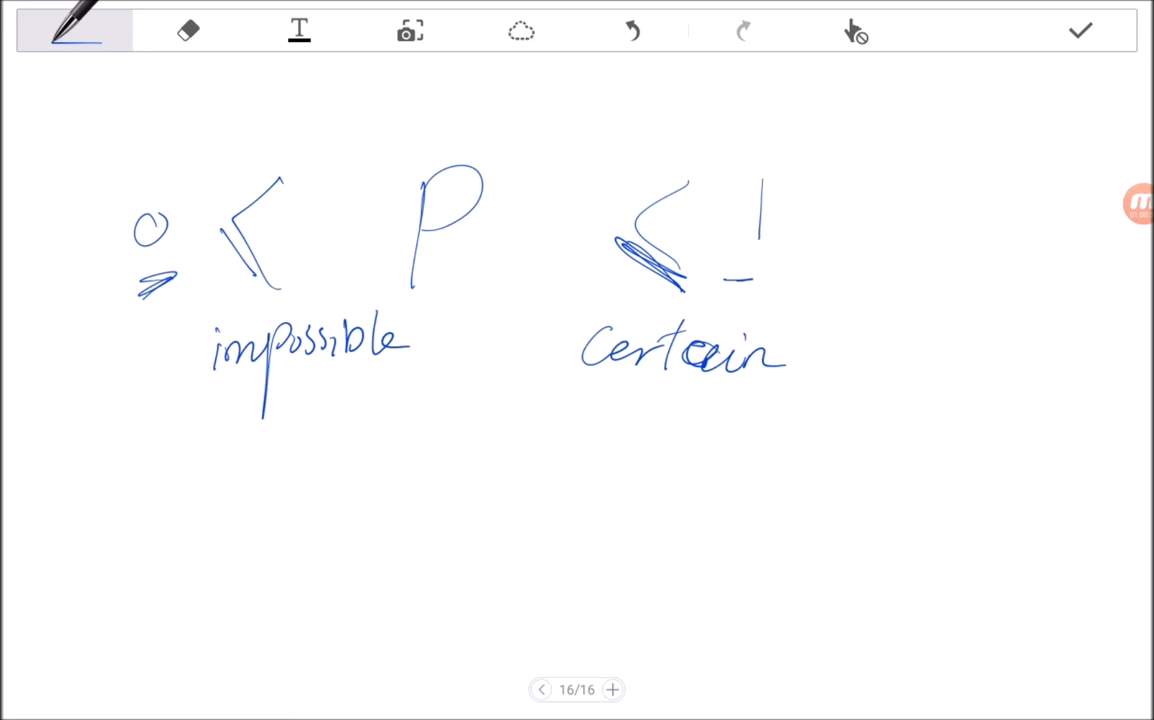 T
0 ≤ P ≤ 1
impossible certain
16/16